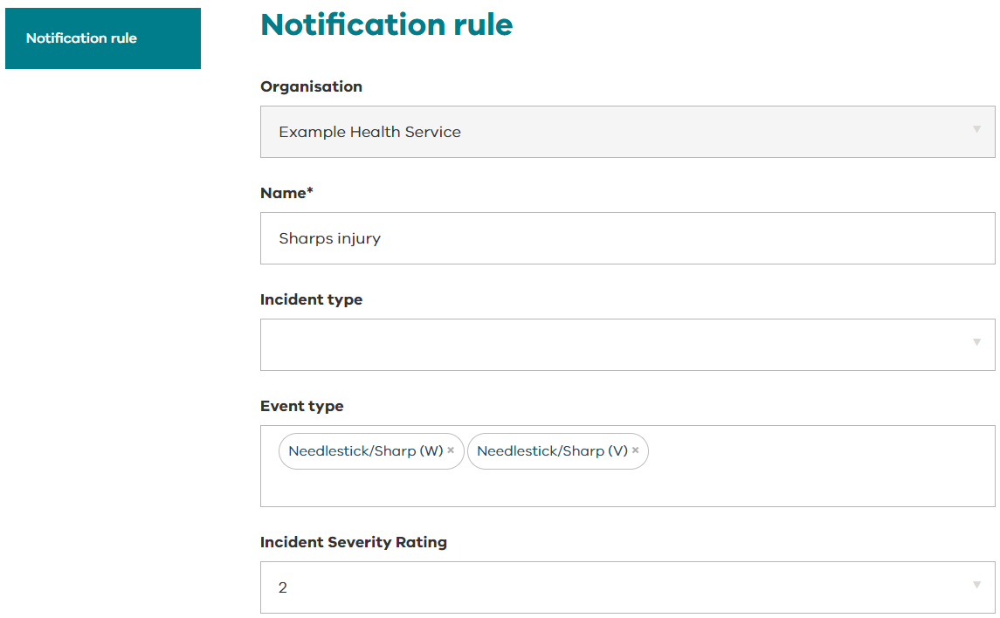 Notification rule
Notification rule
Organisation
Example Health Service
Name*
Sharps injury
Incident type
Event type
Needlestick/Sharp (W) × Needlestick/Sharp (V) ×
Incident Severity Rating
2